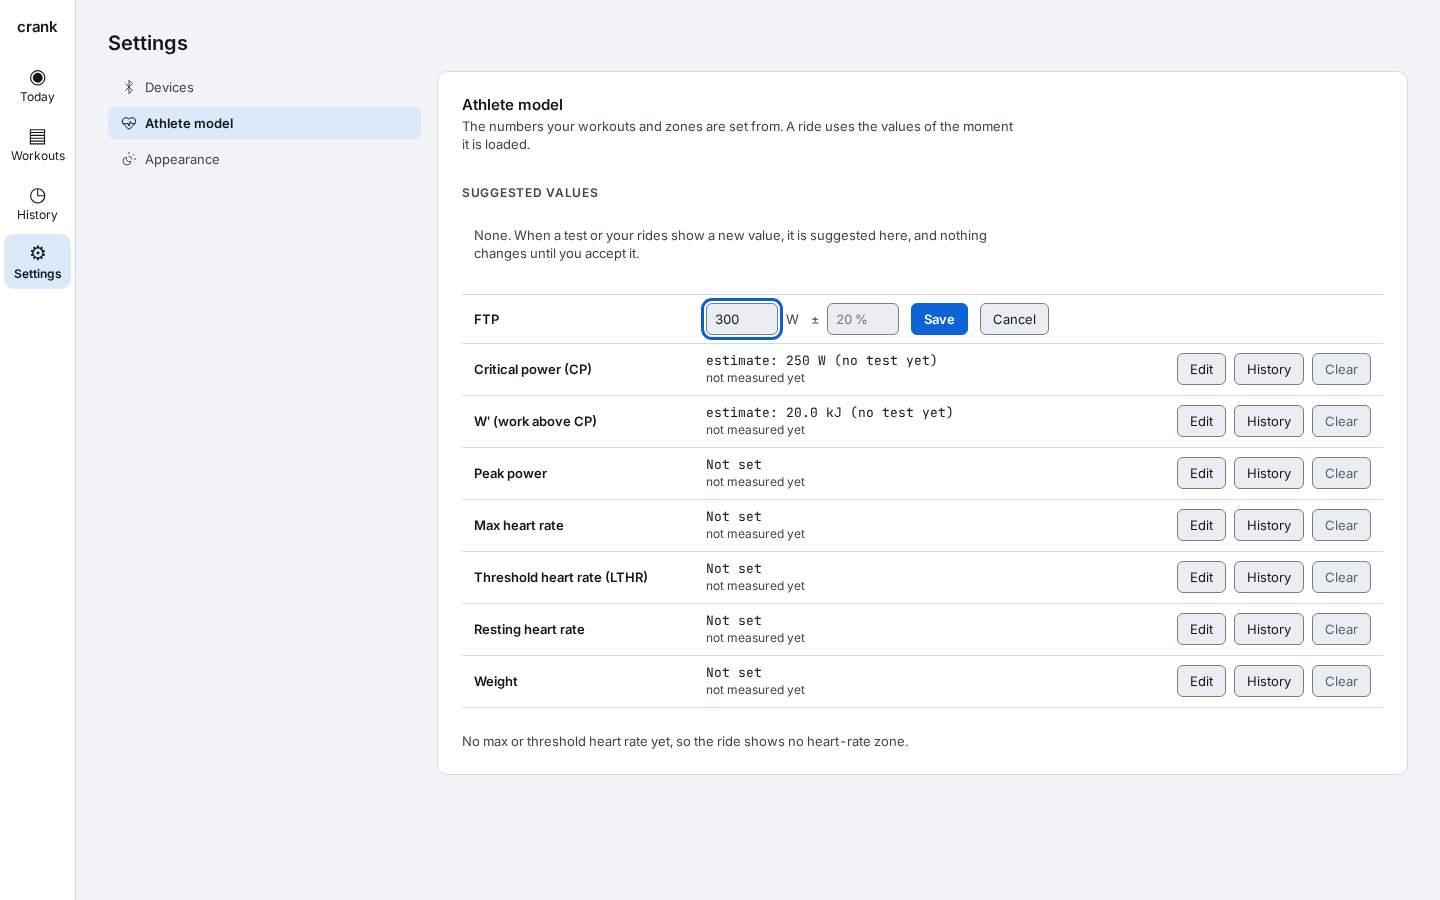 crank
Today
Workouts
History
Settings
Settings
Devices
Athlete model
Appearance
Athlete model
The numbers your workouts and zones are set from. A ride uses the values of the moment
it is loaded.
SUGGESTED VALUES
None. When a test or your rides show a new value, it is suggested here, and nothing
changes until you accept it.
FTP 300 W ± 20 % Save Cancel
Critical power (CP) estimate: 250 W (no test yet) Edit History Clear
not measured yet
W′ (work above CP) estimate: 20.0 kJ (no test yet) Edit History Clear
not measured yet
Peak power Not set Edit History Clear
not measured yet
Max heart rate Not set Edit History Clear
not measured yet
Threshold heart rate (LTHR) Not set Edit History Clear
not measured yet
Resting heart rate Not set Edit History Clear
not measured yet
Weight Not set Edit History Clear
not measured yet
No max or threshold heart rate yet, so the ride shows no heart-rate zone.